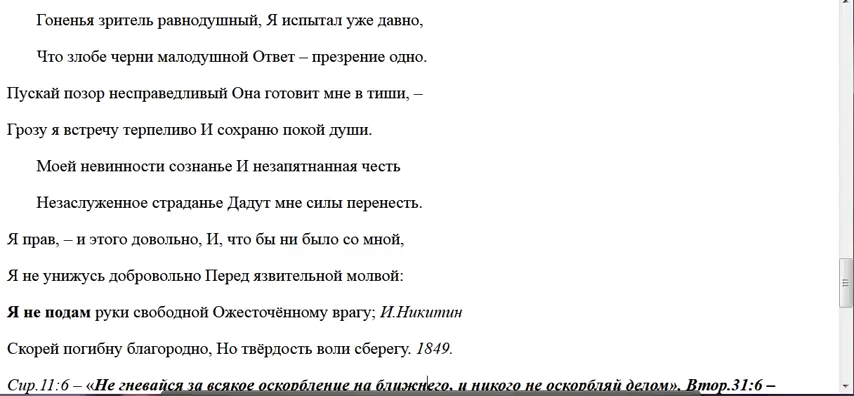 Гоненья зритель равнодушный, Я испытал уже давно,
Что злобе черни малодушной Ответ – презрение одно.
Пускай позор несправедливый Она готовит мне в тиши, –
Грозу я встречу терпеливо И сохраню покой души.
Моей невинности сознанье И незапятнанная честь
Незаслуженное страданье Дадут мне силы перенесть.
Я прав, – и этого довольно, И, что бы ни было со мной,
Я не унижусь добровольно Перед язвительной молвой:
Я не подам руки свободной Ожесточённому врагу; И.Никитин
Скорей погибну благородно, Но твёрдость воли сберегу. 1849.
Сир.11:6 – «Не гневайся за всякое оскорбление на ближнего, и никого не оскорбляй делом». Втор.31:6 –